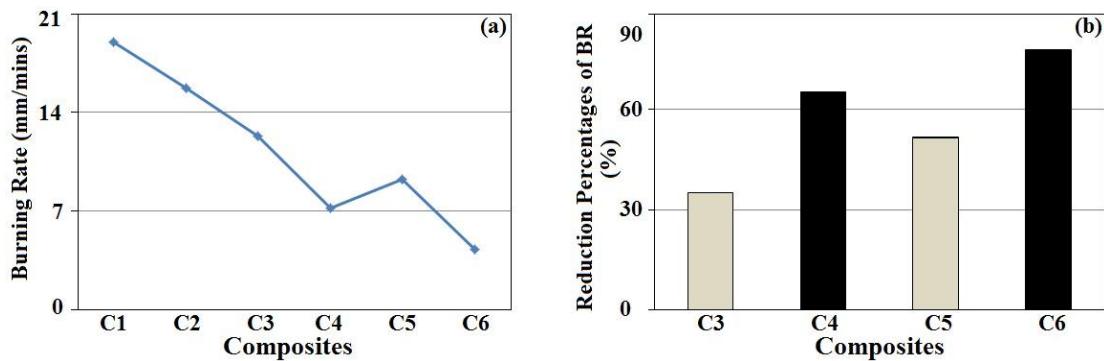 (a)
Burning Rate (mm/mins)
21
14
7
0
C1 C2 C3 C4 C5 C6
Composites
(b)
Reduction Percentages of BR
(%)
90
60
30
0
C3 C4 C5 C6
Composites